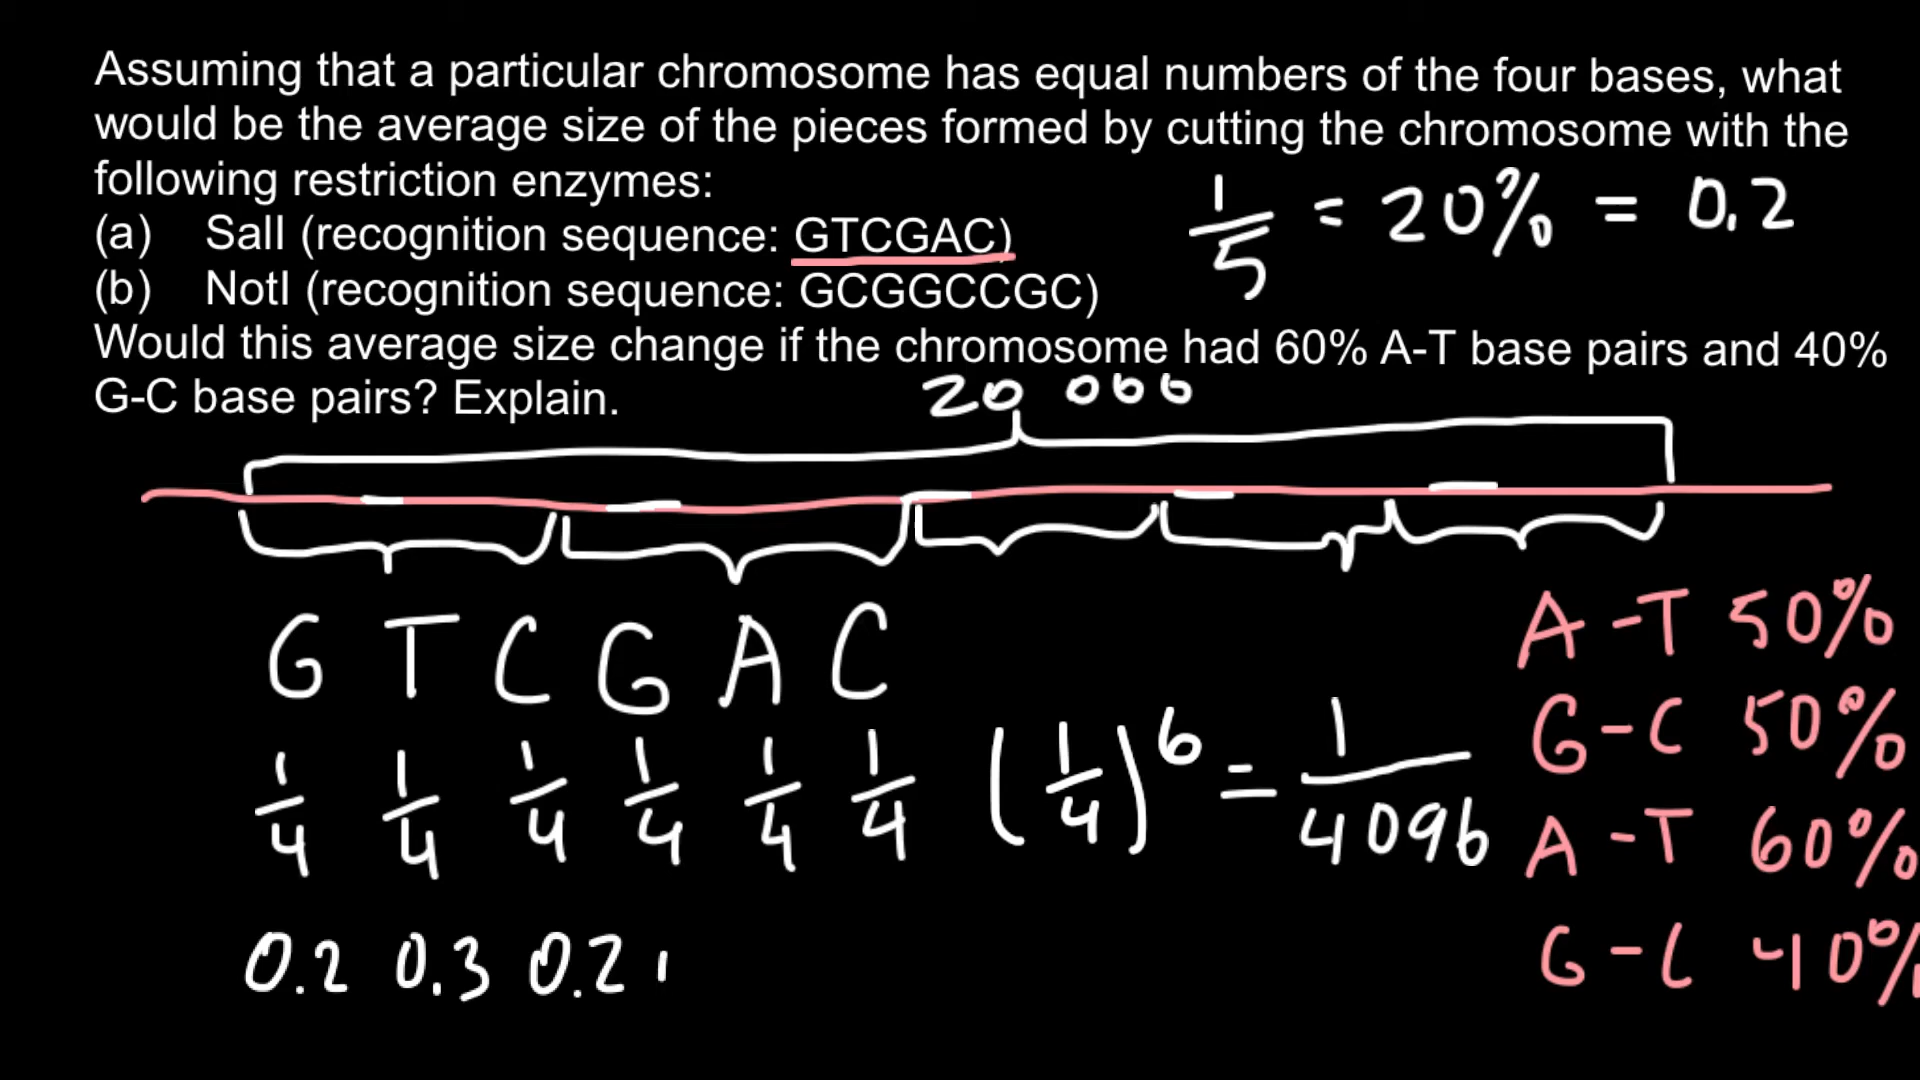 Assuming that a particular chromosome has equal numbers of the four bases, what
would be the average size of the pieces formed by cutting the chromosome with the
following restriction enzymes:
1/5 = 20% = 0.2
(a) SalI (recognition sequence: GTCGAC)
(b) NotI (recognition sequence: GCGGCCGC)
Would this average size change if the chromosome had 60% A-T base pairs and 40%
G-C base pairs? Explain.
20 000
G T C G A C
A-T 50%
1/4 1/4 1/4 1/4 1/4 1/4 (1/4)^6 = 1/4096
G-C 50%
A-T 60%
0.2 0.3 0.2
G-C 40%